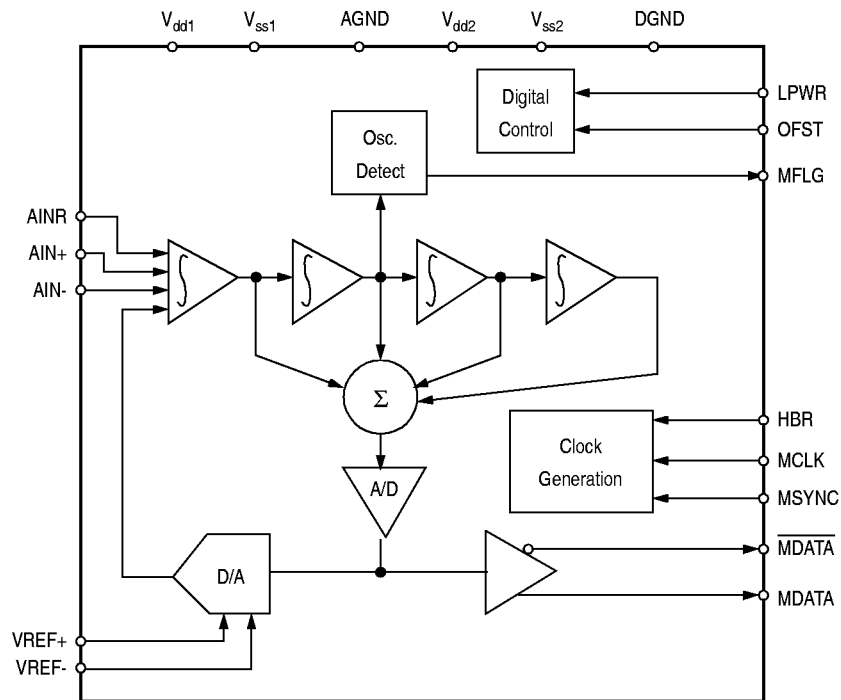 Vdd1 Vss1 AGND Vdd2 Vss2 DGND
Digital
Control
LPWR
OFST
Osc.
Detect
MFLG
AINR
AIN+
AIN-
∫ ∫ ∫ ∫
Σ
Clock
Generation
HBR
MCLK
MSYNC
A/D
MDATA
D/A
MDATA
VREF+
VREF-